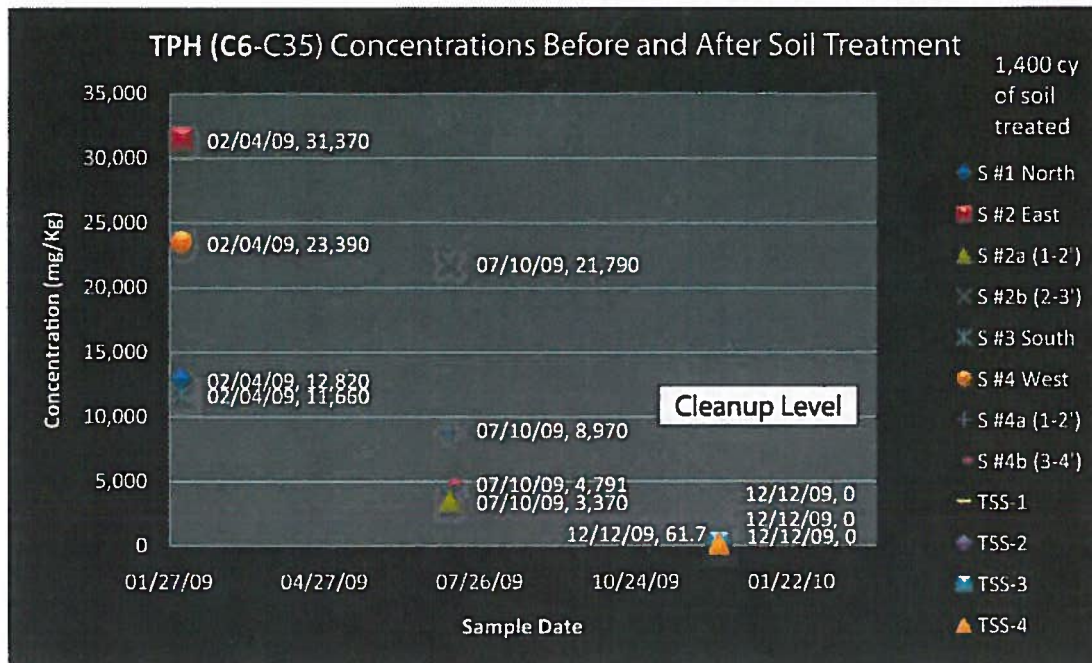 TPH (C6-C35) Concentrations Before and After Soil Treatment
1,400 cy
of soil
treated
35,000
30,000
25,000
20,000
15,000
10,000
5,000
0
Concentration (mg/Kg)
02/04/09, 31,370
02/04/09, 23,390
07/10/09, 21,790
02/04/09, 12,820
02/04/09, 11,660
Cleanup Level
07/10/09, 8,970
07/10/09, 4,791
07/10/09, 3,370
12/12/09, 0
12/12/09, 0
12/12/09, 61.7
12/12/09, 0
01/27/09
04/27/09
07/26/09
10/24/09
01/22/10
Sample Date
S #1 North
S #2 East
S #2a (1-2')
S #2b (2-3')
S #3 South
S #4 West
S #4a (1-2')
S #4b (3-4')
TSS-1
TSS-2
TSS-3
TSS-4